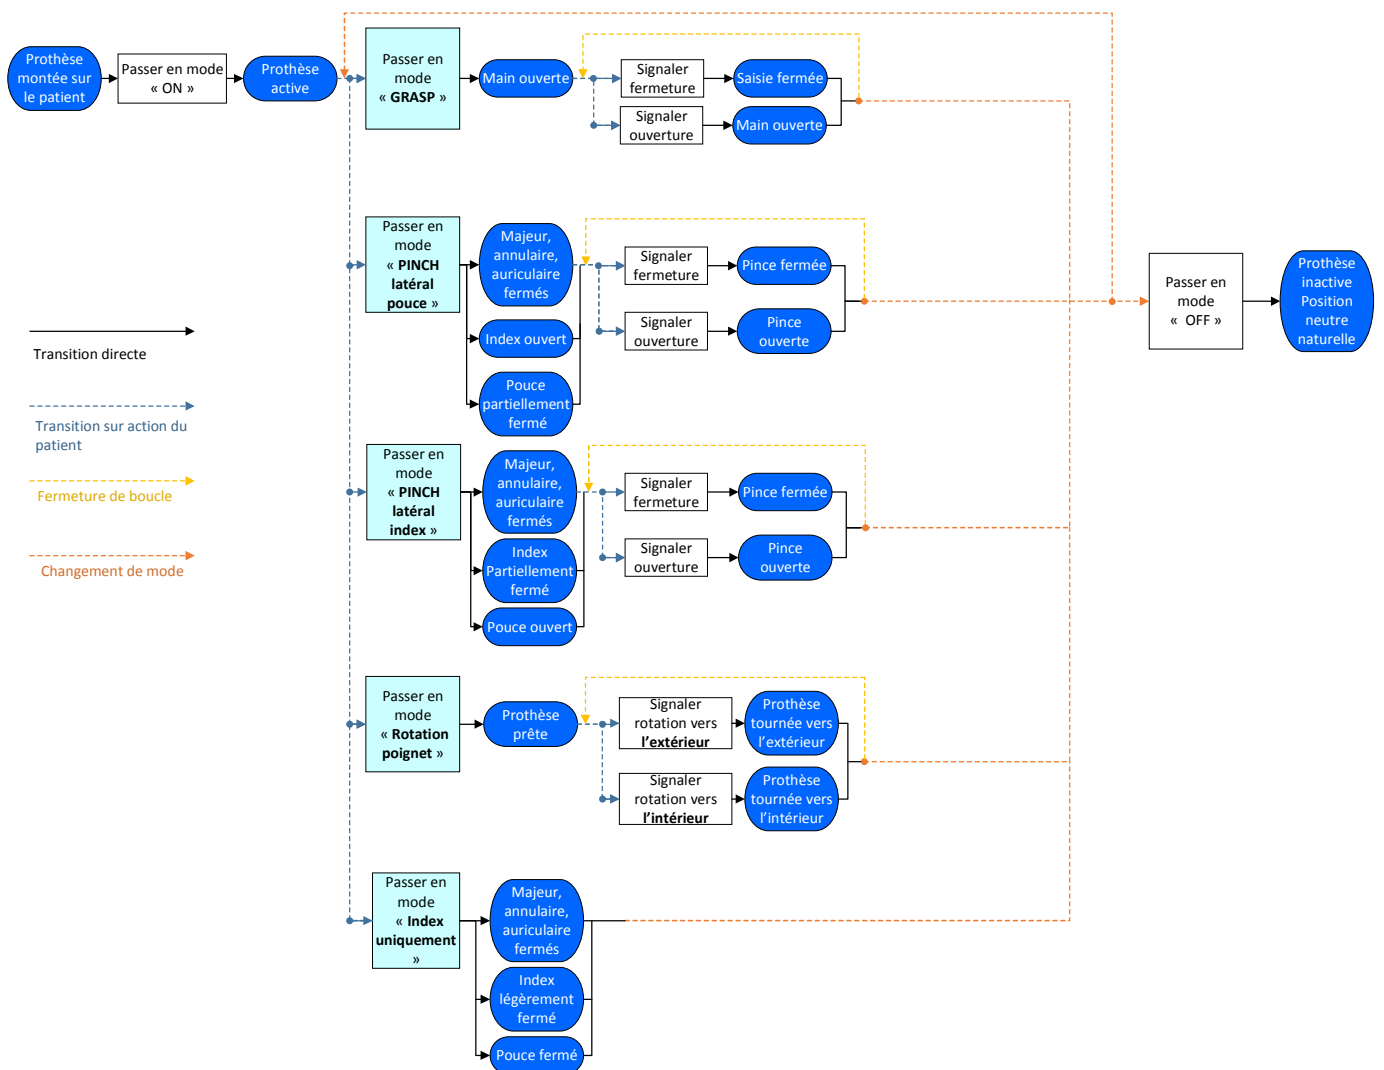 Prothèse
montée sur
le patient
Passer en mode
« ON »
Prothèse
active
Passer en
mode
« GRASP »
Main ouverte
Signaler
fermeture
Saisie fermée
Signaler
ouverture
Main ouverte
Passer en
mode
« PINCH
latéral
pouce »
Majeur,
annulaire,
auriculaire
fermés
Index ouvert
Pouce
partiellement
fermé
Signaler
fermeture
Pince fermée
Signaler
ouverture
Pince
ouverte
Passer en
mode
« OFF »
Prothèse
inactive
Position
neutre
naturelle
Transition directe
Transition sur action du
patient
Fermeture de boucle
Changement de mode
Passer en
mode
« PINCH
latéral
index »
Majeur,
annulaire,
auriculaire
fermés
Index
Partiellement
fermé
Pouce ouvert
Signaler
fermeture
Pince fermée
Signaler
ouverture
Pince
ouverte
Passer en
mode
« Rotation
poignet »
Prothèse
prête
Signaler
rotation vers
l'extérieur
Prothèse
tournée vers
l'extérieur
Signaler
rotation vers
l'intérieur
Prothèse
tournée vers
l'intérieur
Passer en
mode
« Index
uniquement
»
Majeur,
annulaire,
auriculaire
fermés
Index
légèrement
fermé
Pouce fermé